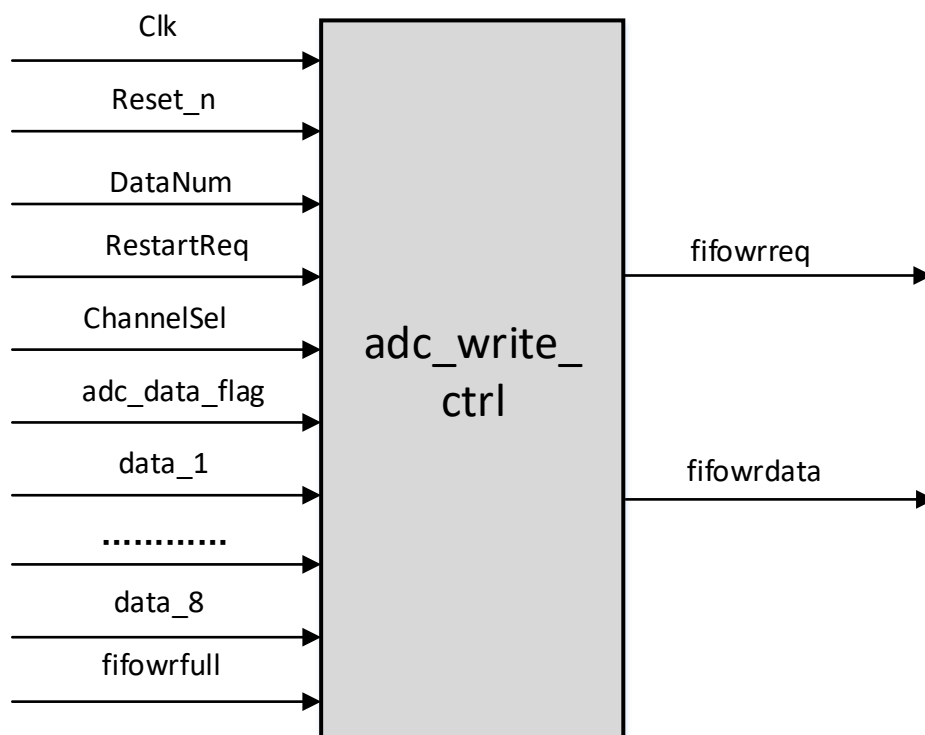 Clk
Reset_n
DataNum
RestartReq
ChannelSel
adc_data_flag
data_1
............
data_8
fifowrfull
adc_write_
ctrl
fifowrreq
fifowrdata